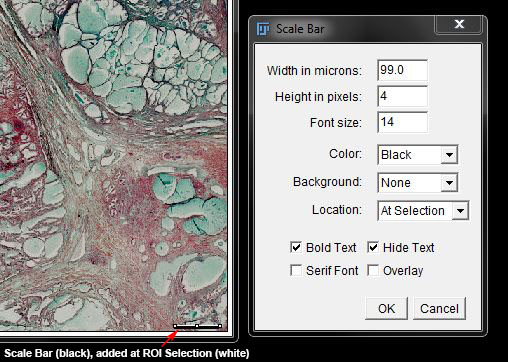 Scale Bar
Width in microns: 99.0
Height in pixels: 4
Font size: 14
Color: Black
Background: None
Location: At Selection
Bold Text Hide Text
Serif Font Overlay
OK Cancel
Scale Bar (black), added at ROI Selection (white)